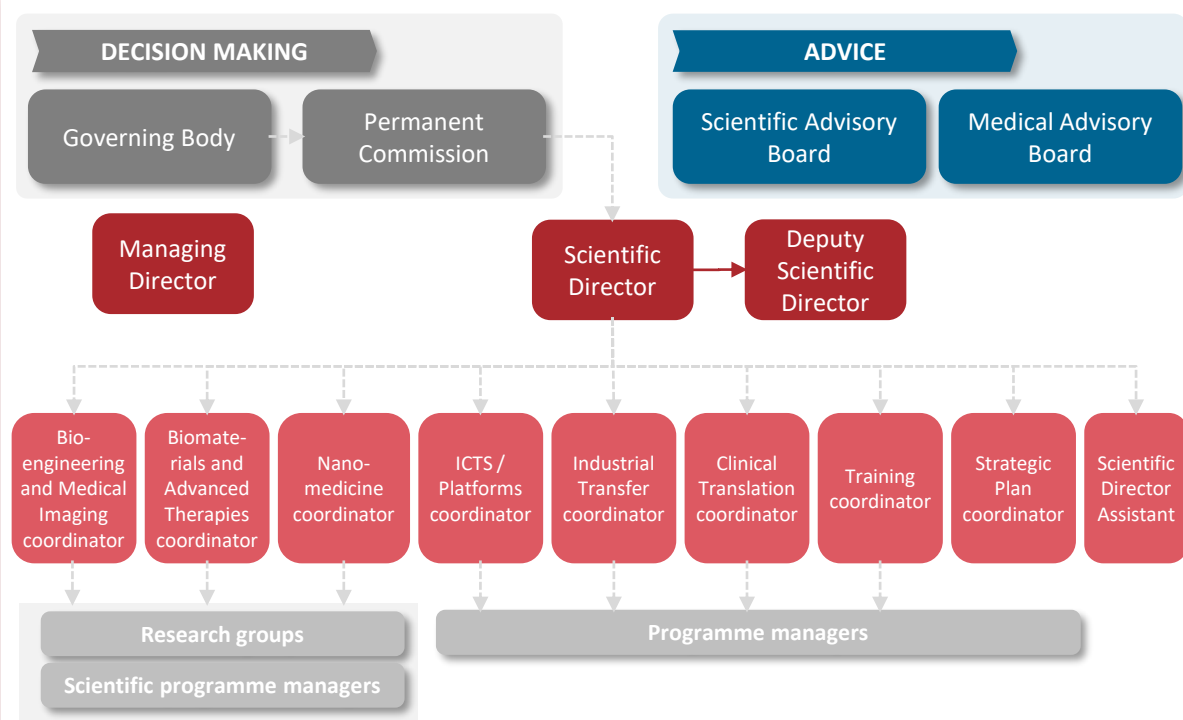 DECISION MAKING
ADVICE
Governing Body
Permanent
Commission
Scientific Advisory
Board
Medical Advisory
Board
Managing
Director
Scientific
Director
Deputy
Scientific
Director
Bio-
engineering
and Medical
Imaging
coordinator
Biomate-
rials and
Advanced
Therapies
coordinator
Nano-
medicine
coordinator
ICTS /
Platforms
coordinator
Industrial
Transfer
coordinator
Clinical
Translation
coordinator
Training
coordinator
Strategic
Plan
coordinator
Scientific
Director
Assistant
Research groups
Scientific programme managers
Programme managers